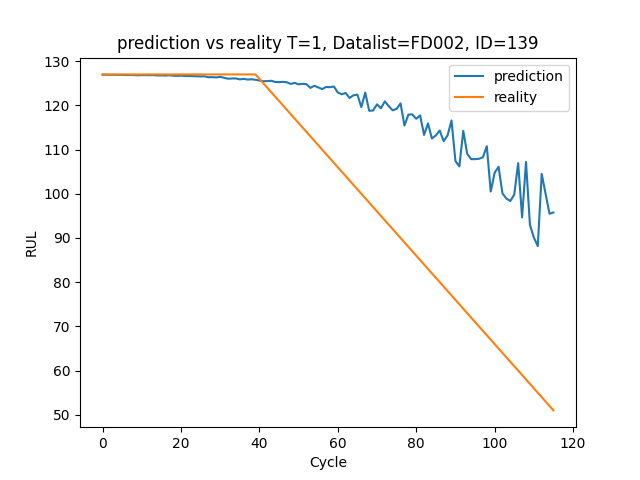 prediction vs reality T=1, Datalist=FD002, ID=139
prediction
reality
RUL
130
120
110
100
90
80
70
60
50
0 20 40 60 80 100 120
Cycle